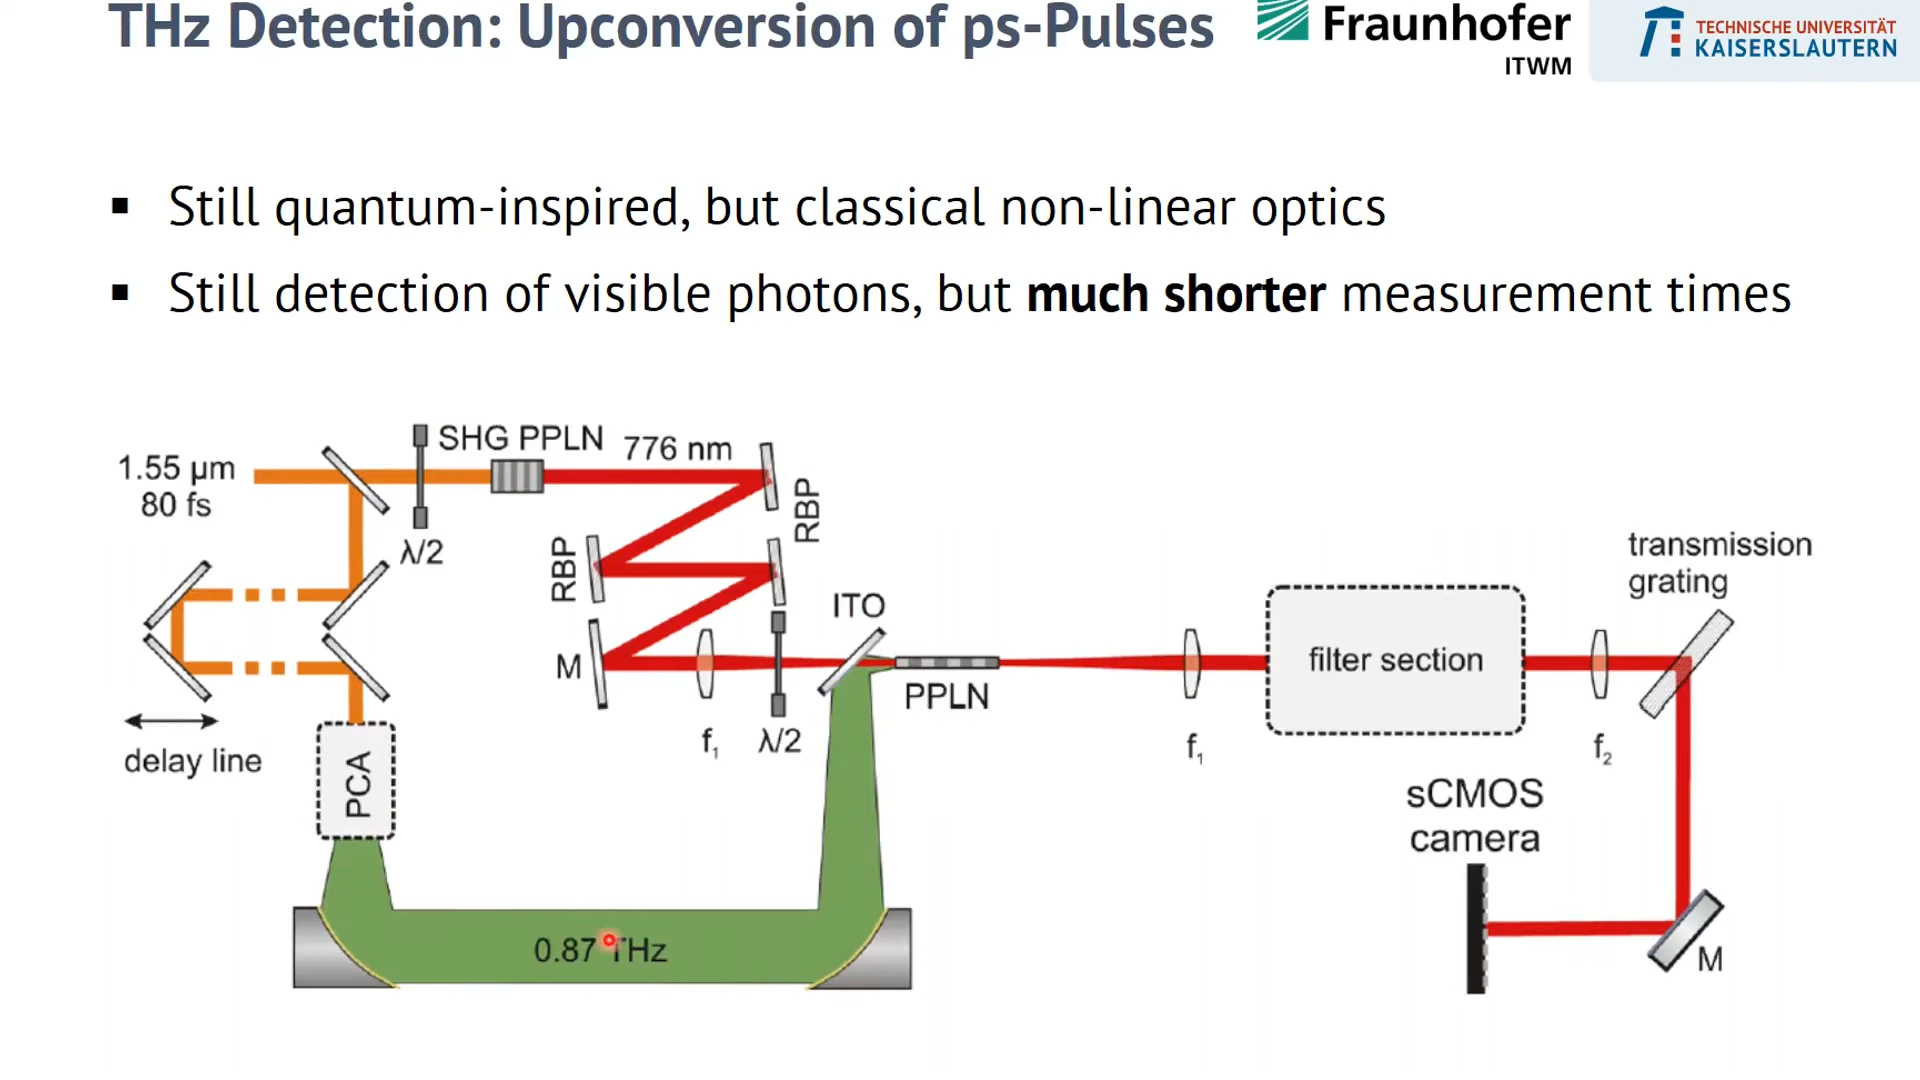 THz Detection: Upconversion of ps-Pulses
Fraunhofer
ITWM
TECHNISCHE UNIVERSITÄT
KAISERSLAUTERN
▪ Still quantum-inspired, but classical non-linear optics
▪ Still detection of visible photons, but much shorter measurement times
1.55 µm
80 fs
SHG PPLN
776 nm
λ/2
RBP
RBP
M
f₁
λ/2
ITO
PPLN
f₁
filter section
f₂
transmission
grating
delay line
PCA
0.87 THz
sCMOS
camera
M